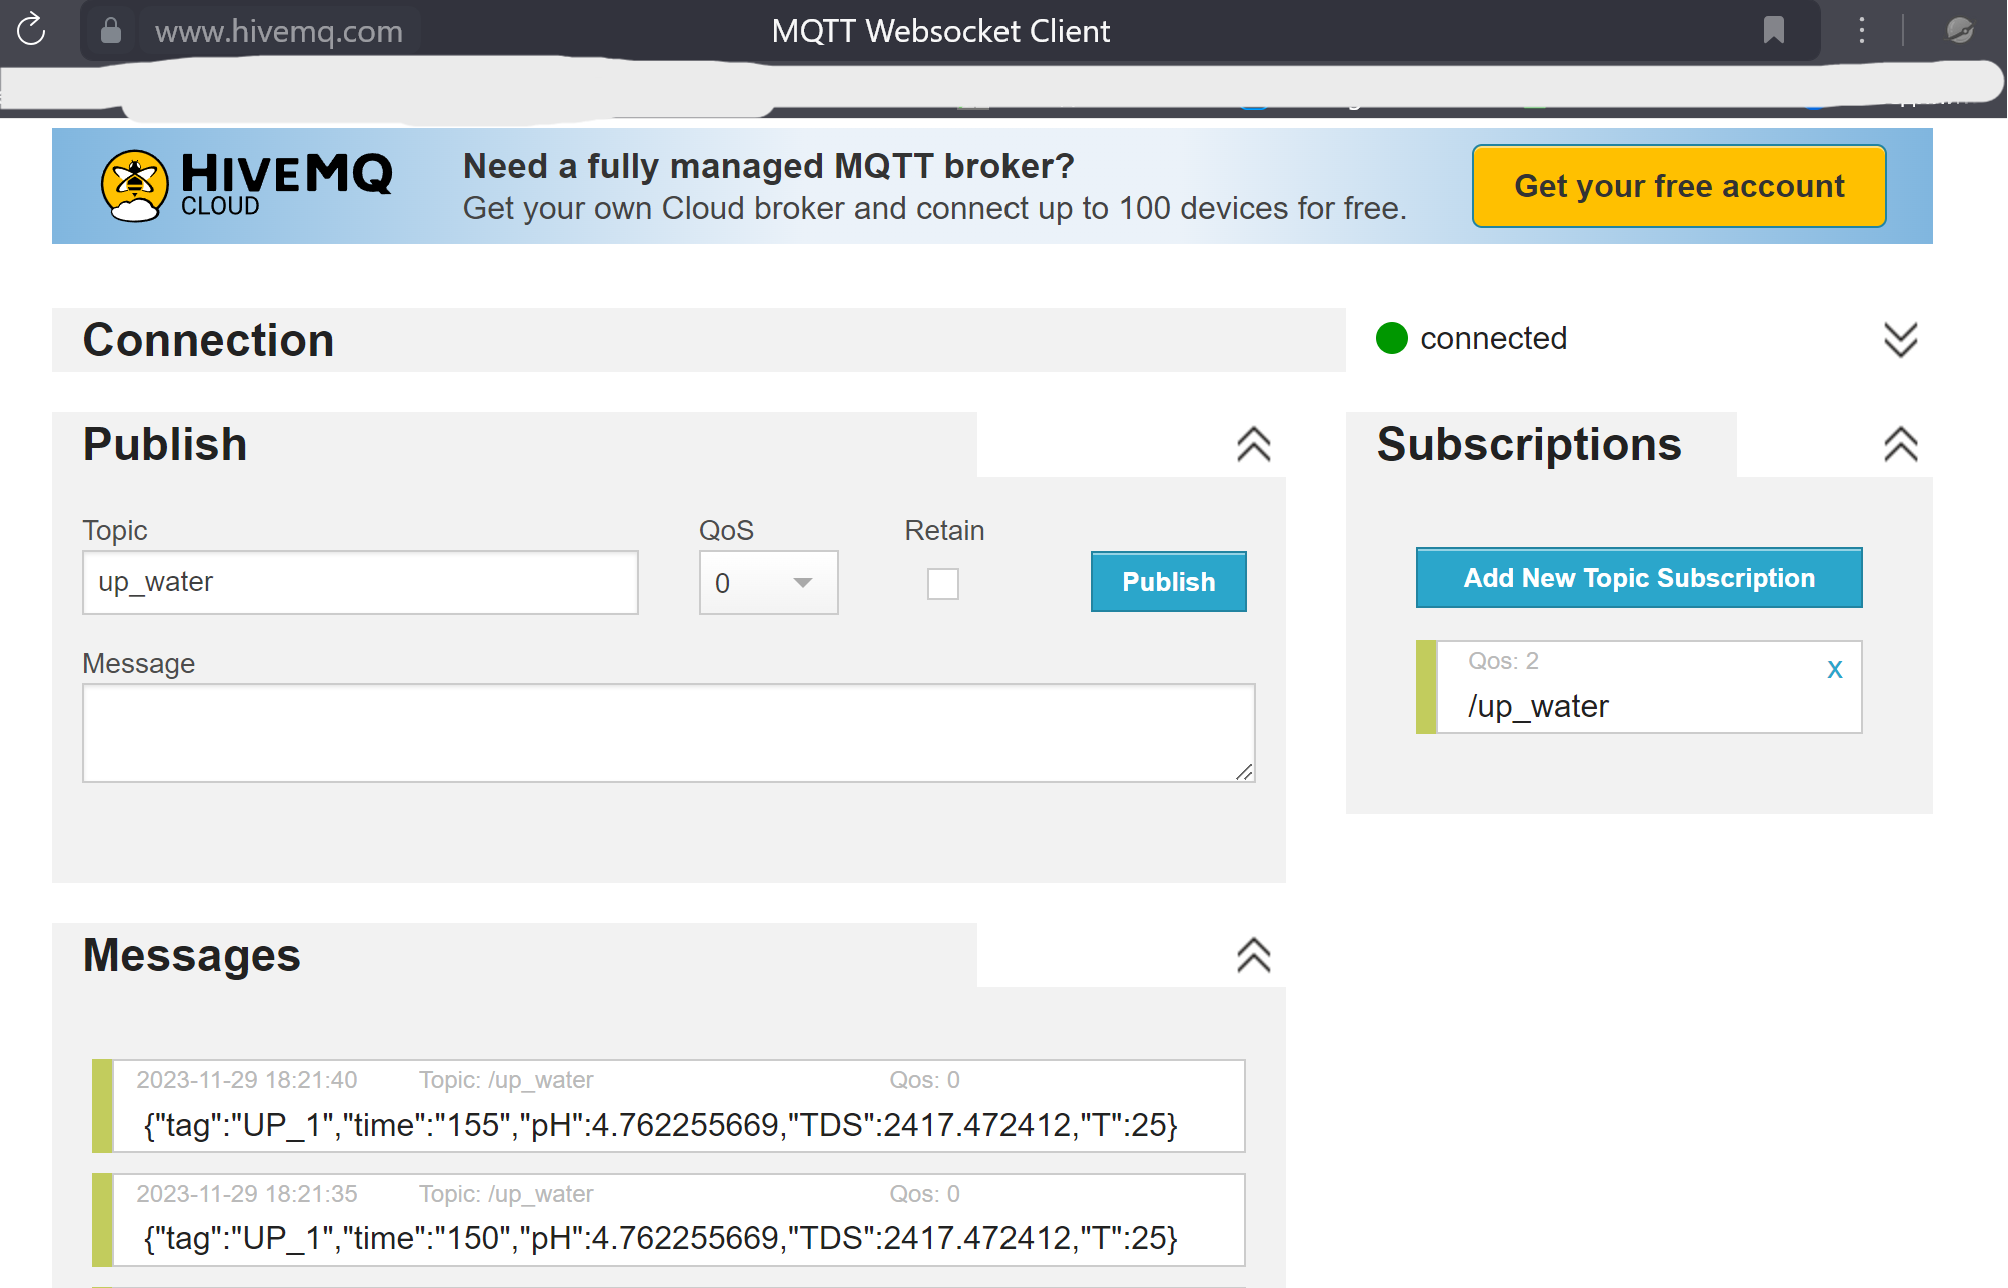 www.hivemq.com
MQTT Websocket Client
HIVEMQ
CLOUD
Need a fully managed MQTT broker?
Get your own Cloud broker and connect up to 100 devices for free.
Get your free account
Connection
connected
Publish
Subscriptions
Topic
QoS
Retain
up_water
0
Publish
Add New Topic Subscription
Message
Qos: 2
x
/up_water
Messages
2023-11-29 18:21:40 Topic: /up_water Qos: 0
{"tag":"UP_1","time":"155","pH":4.762255669,"TDS":2417.472412,"T":25}
2023-11-29 18:21:35 Topic: /up_water Qos: 0
{"tag":"UP_1","time":"150","pH":4.762255669,"TDS":2417.472412,"T":25}